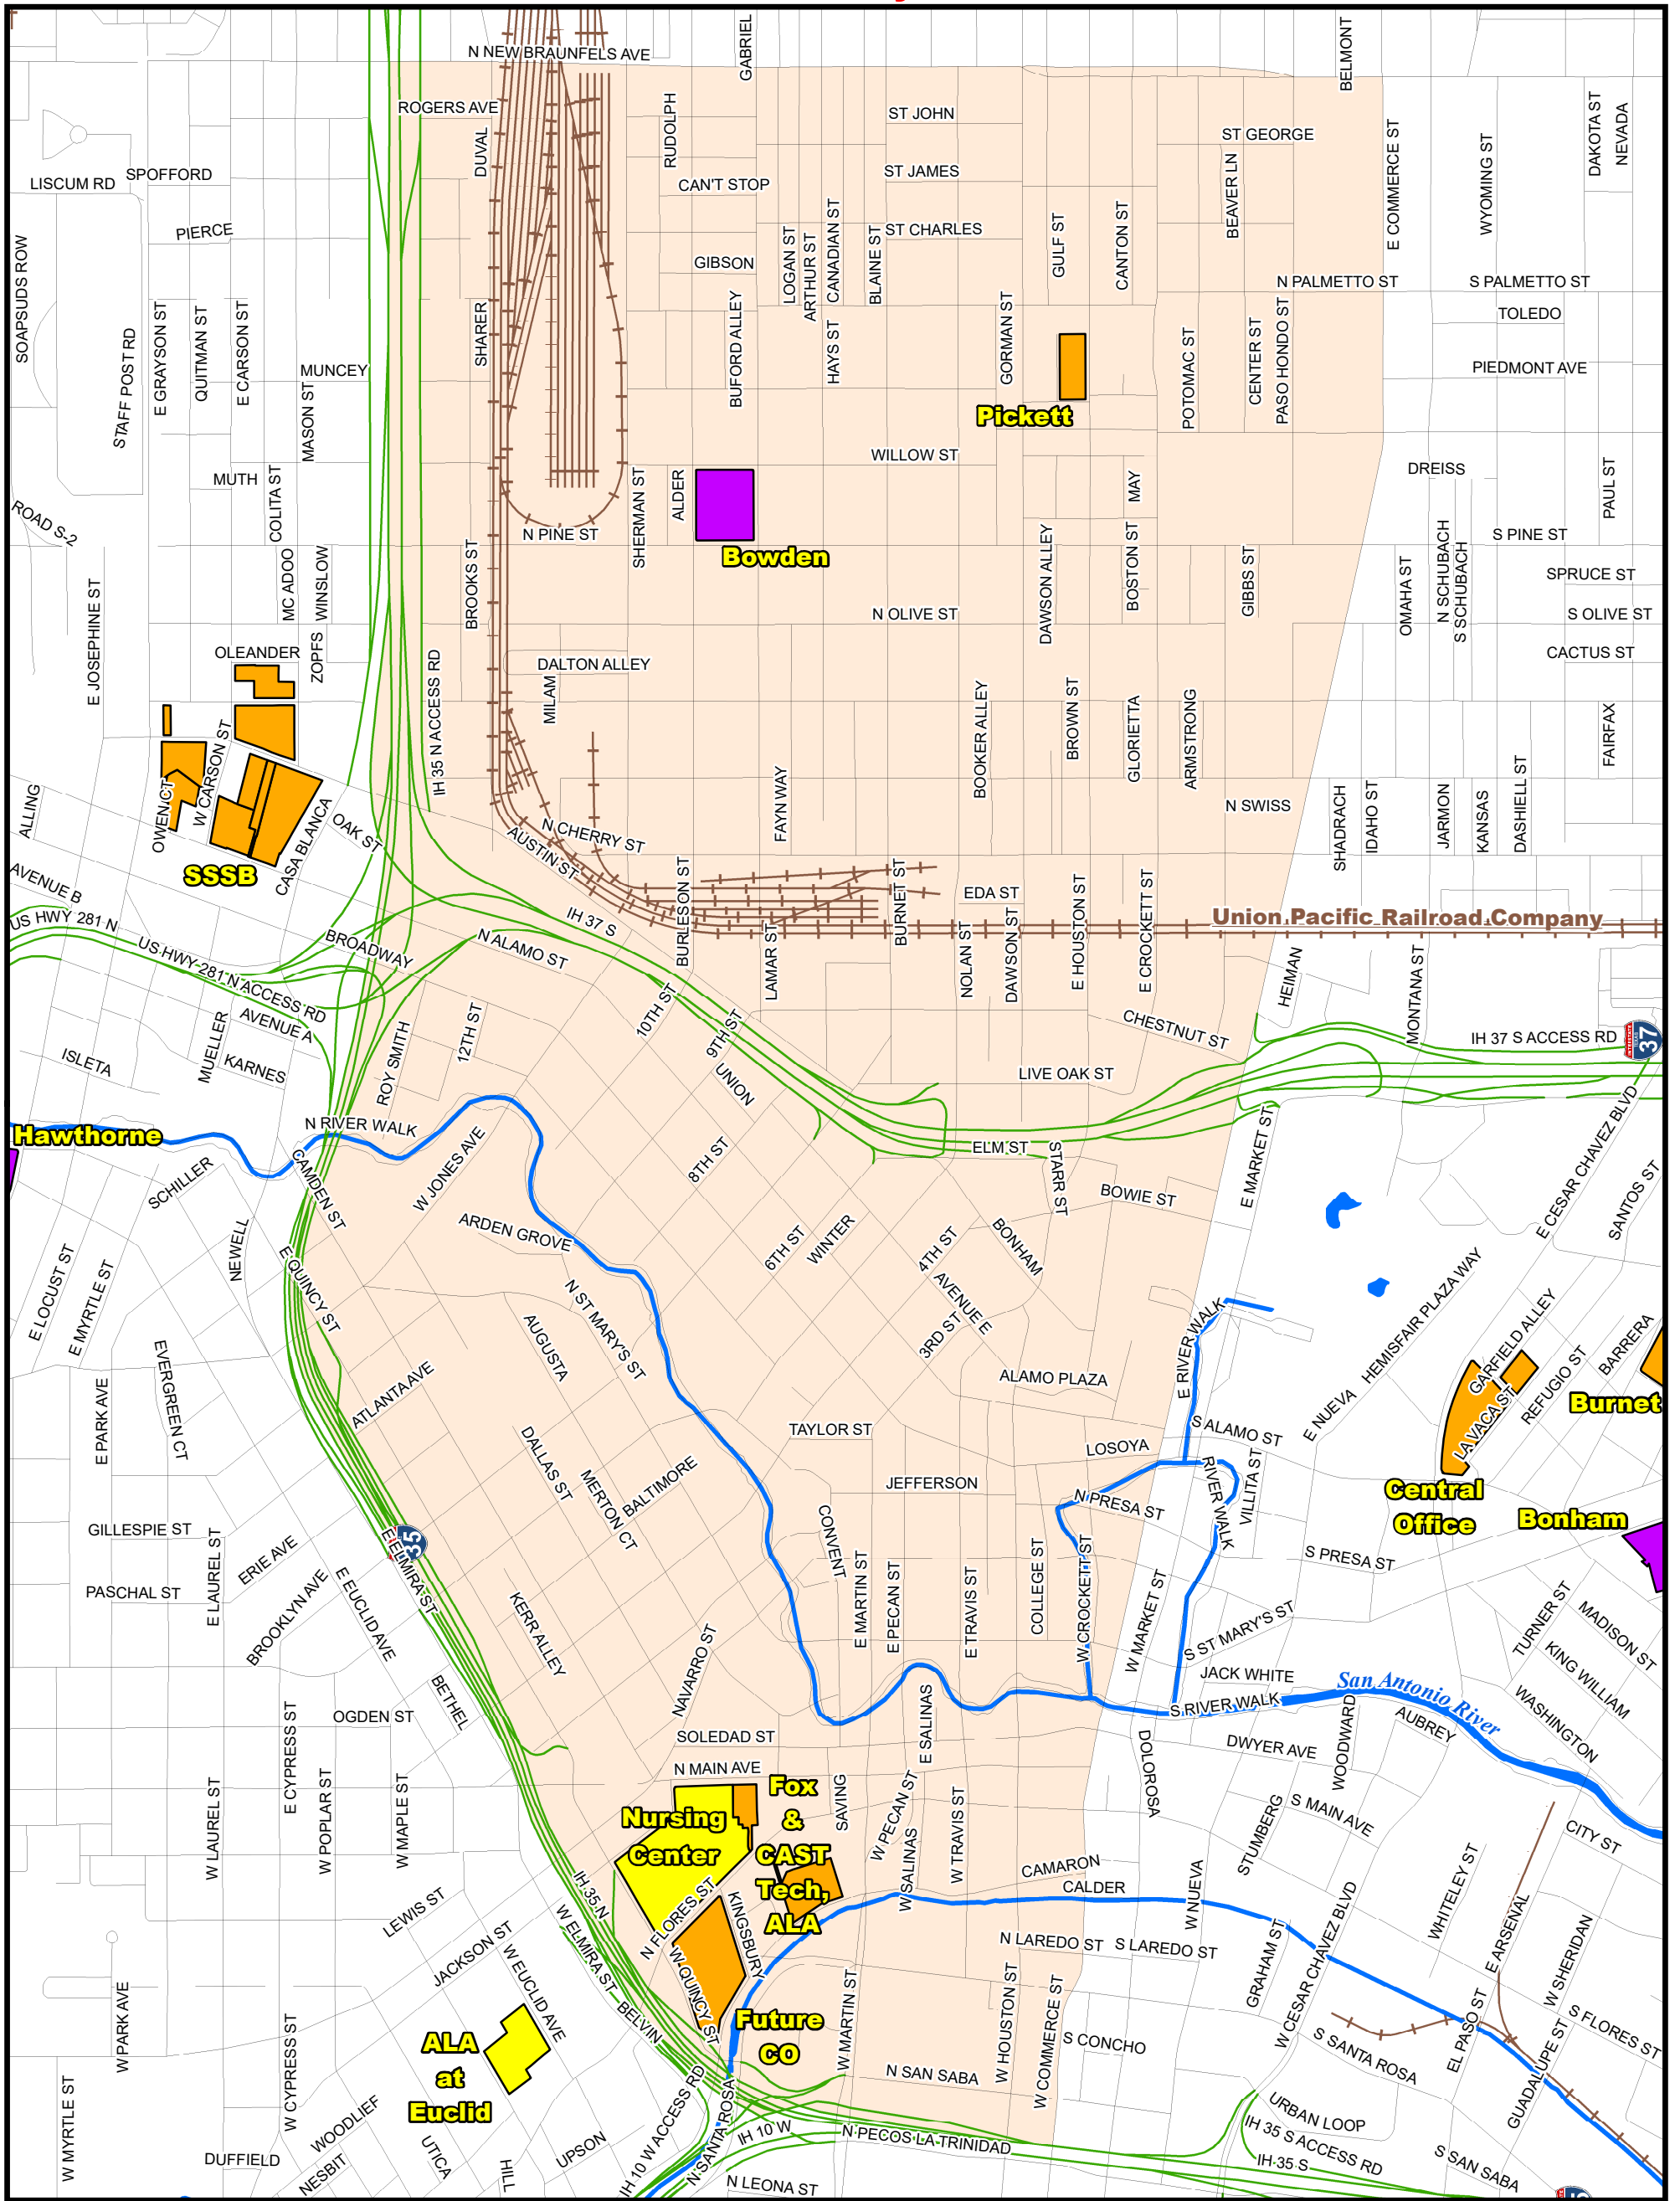 N NEW BRAUNFELS AVE
GABRIEL
BELMONT
ROGERS AVE
DUVAL
RUDOLPH
ST JOHN
ST GEORGE
E COMMERCE ST
WYOMING ST
DAKOTA ST
NEVADA
LISCUM RD
SPOFFORD
CAN'T STOP
ST JAMES
BEAVER LN
PIERCE
GIBSON
LOGAN ST
ARTHUR ST
CANADIAN ST
BLAINE ST
ST CHARLES
GULF ST
CANTON ST
N PALMETTO ST
S PALMETTO ST
TOLEDO
SOAPSUDS ROW
STAFF POST RD
E GRAYSON ST
QUITMAN ST
E CARSON ST
MUNCEY
MASON ST
SHARER
BUFORD ALLEY
HAYS ST
GORMAN ST
POTOMAC ST
CENTER ST
PASO HONDO ST
PIEDMONT AVE
Pickett
WILLOW ST
DREISS
MUTH
COLITA ST
ROAD S-2
SHERMAN ST
ALDER
MAY
PAUL ST
N PINE ST
Bowden
S PINE ST
E JOSEPHINE ST
MC ADOO
WINSLOW
BROOKS ST
DAWSON ALLEY
BOSTON ST
GIBBS ST
OMAHA ST
N SCHUBACH
S SCHUBACH
SPRUCE ST
N OLIVE ST
S OLIVE ST
OLEANDER
ZOPFS
IH 35 N ACCESS RD
DALTON ALLEY
MILAM
CACTUS ST
BOOKER ALLEY
BROWN ST
GLORIETTA
ARMSTRONG
FAIRFAX
W CARSON ST
OWEN CT
ALLING
CASA BLANCA
OAK ST
SSSB
N CHERRY ST
AUSTIN ST
FAYN WAY
N SWISS
SHADRACH
IDAHO ST
JARMON
KANSAS
DASHIELL ST
AVENUE B
US HWY 281 N
US HWY 281 N ACCESS RD
BROADWAY
N ALAMO ST
IH 37 S
BURLESON ST
LAMAR ST
BURNET ST
EDA ST
NOLAN ST
DAWSON ST
E HOUSTON ST
E CROCKETT ST
Union Pacific Railroad Company
HEIMAN
MONTANA ST
AVENUE A
ISLETA
MUELLER
KARNES
ROY SMITH
12TH ST
10TH ST
9TH ST
UNION
CHESTNUT ST
LIVE OAK ST
IH 37 S ACCESS RD
37
Hawthorne
N RIVER WALK
SCHILLER
CAMDEN ST
W JONES AVE
8TH ST
ELM ST
STARR ST
BOWIE ST
E MARKET ST
E CESAR CHAVEZ BLVD
SANTOS ST
NEWELL
ARDEN GROVE
6TH ST
WINTER
4TH ST
BONHAM
E LOCUST ST
E MYRTLE ST
E QUINCY ST
N ST MARY'S ST
AUGUSTA
AVENUE E
3RD ST
E RIVER WALK
HEMISFAIR PLAZA WAY
GARFIELD ALLEY
BARRERA
EVERGREEN CT
E PARK AVE
ATLANTA AVE
ALAMO PLAZA
E NUEVA
LA VACA ST
REFUGIO ST
Burnet
TAYLOR ST
LOSOYA
S ALAMO ST
DALLAS ST
MERTON CT
BALTIMORE
JEFFERSON
N PRESA ST
RIVER WALK
VILLITA ST
Central
Office
Bonham
GILLESPIE ST
E LAUREL ST
ERIE AVE
35
E ELMIRA ST
CONVENT
S PRESA ST
PASCHAL ST
BROOKLYN AVE
E EUCLID AVE
KERR ALLEY
E MARTIN ST
E PECAN ST
E TRAVIS ST
COLLEGE ST
W CROCKETT ST
W MARKET ST
S ST MARY'S ST
TURNER ST
MADISON ST
KING WILLIAM
NAVARRO ST
JACK WHITE
S RIVER WALK
San Antonio River
WASHINGTON
BETHEL
OGDEN ST
E CYPRESS ST
SOLEDAD ST
E SALINAS
DOLOROSA
DWYER AVE
WOODWARD
AUBREY
N MAIN AVE
W LAUREL ST
W POPLAR ST
W MAPLE ST
Nursing
Center
Fox
&
CAST
Tech,
ALA
SAVING
W PECAN ST
W SALINAS
W TRAVIS ST
CAMARON
CALDER
STUMBERG
S MAIN AVE
CITY ST
LEWIS ST
IH 35 N
N FLORES ST
KINGSBURY
W NUEVA
W CESAR CHAVEZ BLVD
WHITELEY ST
E ARSENAL
W SHERIDAN
JACKSON ST
W EUCLID AVE
W ELMIRA ST
W QUINCY ST
N LAREDO ST
S LAREDO ST
GRAHAM ST
W PARK AVE
W CYPRESS ST
BELVIN
Future
CO
W MARTIN ST
W HOUSTON ST
W COMMERCE ST
S CONCHO
S SANTA ROSA
EL PASO ST
GUADALUPE ST
S FLORES ST
ALA
at
Euclid
W MYRTLE ST
WOODLIEF
N SAN SABA
URBAN LOOP
DUFFIELD
NESBIT
UTICA
HILL
UPSON
IH 10 W ACCESS RD
N SANTA ROSA
IH 10 W
N PECOS LA TRINIDAD
IH 35 S ACCESS RD
IH-35 S
S SAN SABA
N LEONA ST